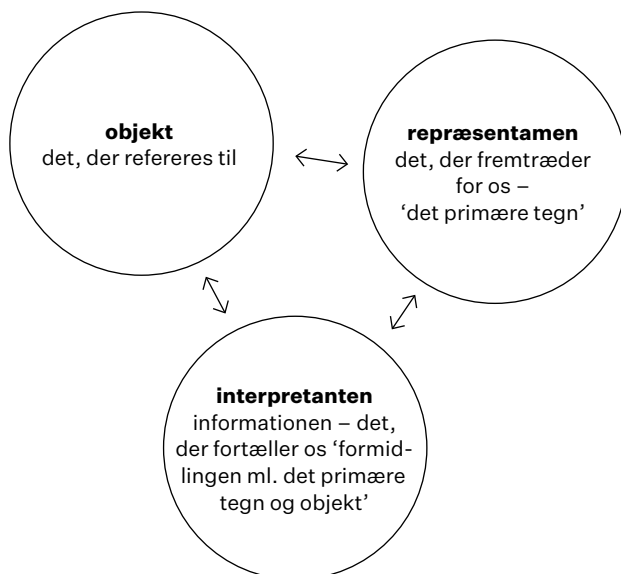 objekt
det, der refereres til
repræsentamen
det, der fremtræder
for os –
‘det primære tegn’
interpretanten
informationen – det,
der fortæller os ‘formid-
lingen ml. det primære
tegn og objekt’